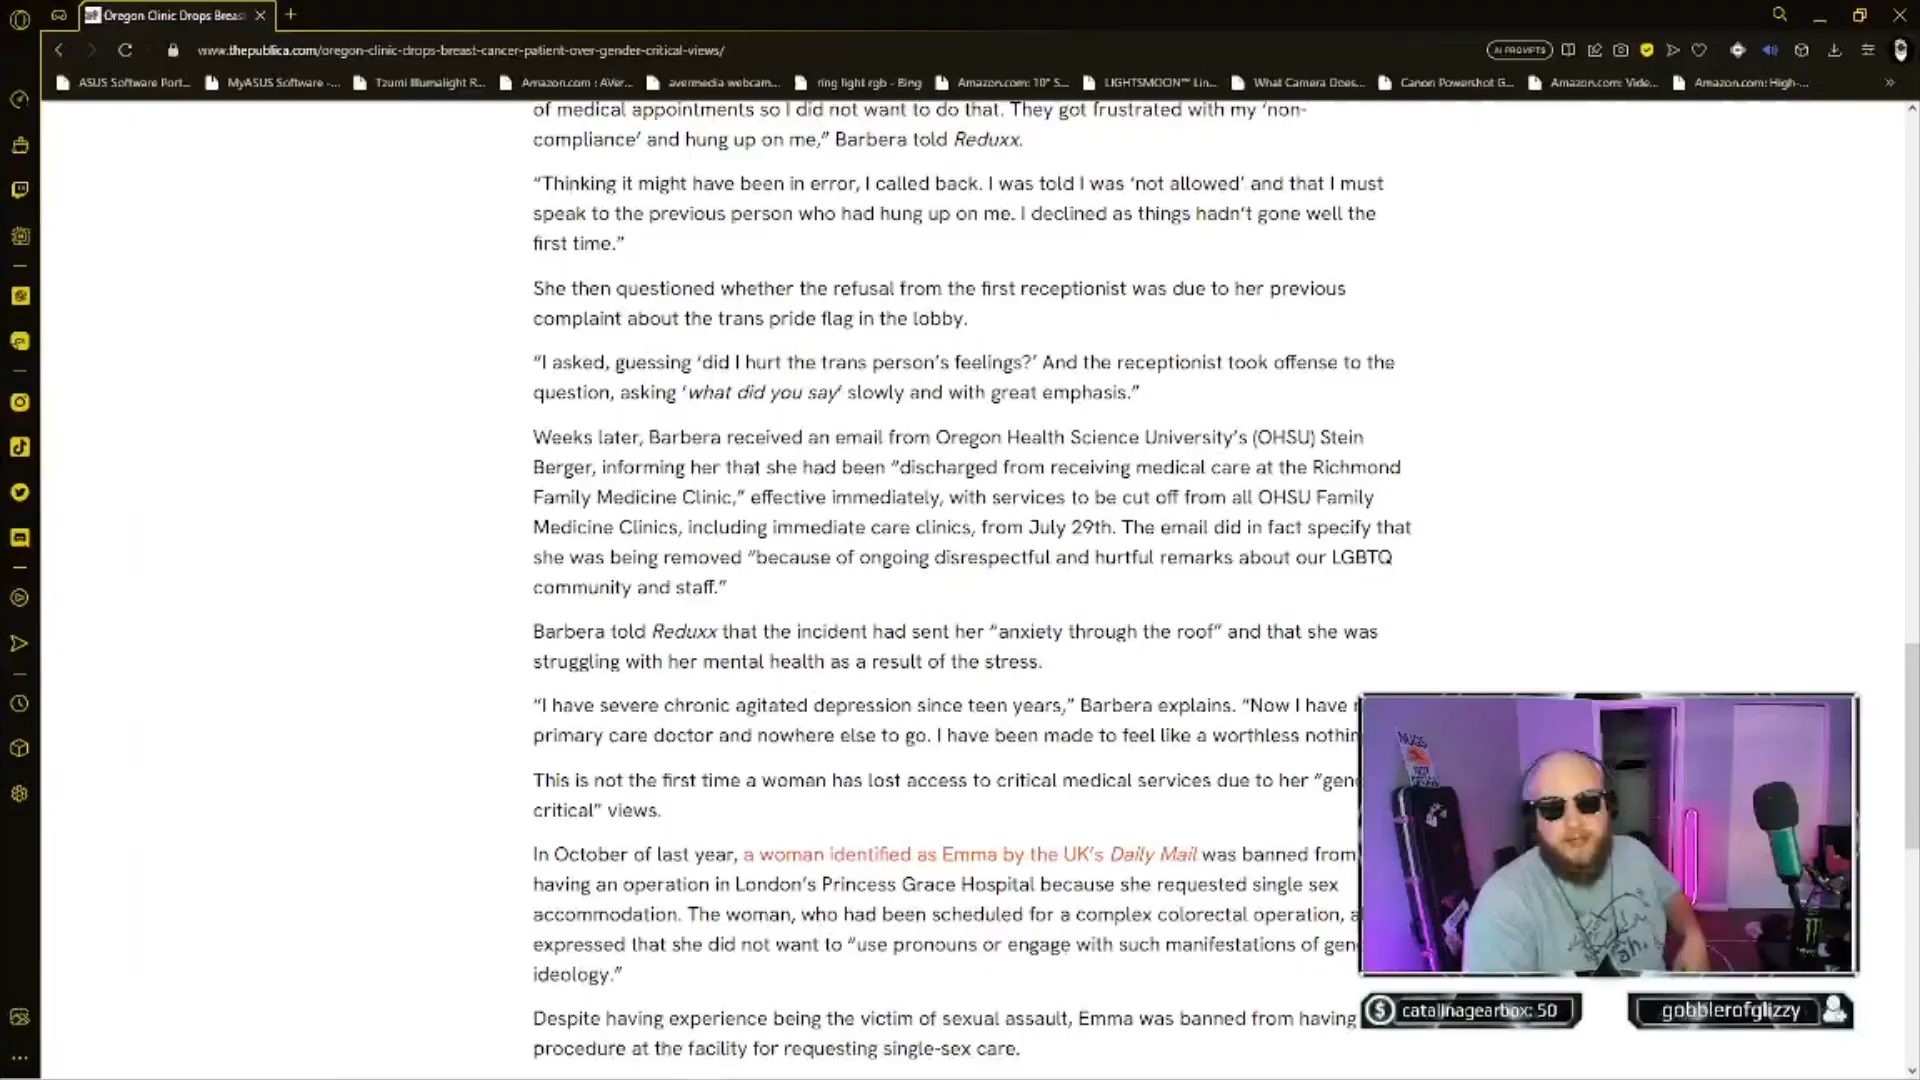 Oregon Clinic Drops Breas
www.thepublica.com/oregon-clinic-drops-breast-cancer-patient-over-gender-critical-views/
AI PROMPTS
ASUS Software Port...
MyASUS Software -...
Tzumi Illumalight R...
Amazon.com : AVer...
avermedia webcam...
ring light rgb - Bing
Amazon.com: 10" S...
LIGHTSMOON™ Lin...
What Camera Does...
Canon Powershot G...
Amazon.com: Vide...
Amazon.com: High-...
of medical appointments so I did not want to do that. They got frustrated with my ‘non-
compliance’ and hung up on me,” Barbera told Reduxx.
“Thinking it might have been in error, I called back. I was told I was ‘not allowed’ and that I must
speak to the previous person who had hung up on me. I declined as things hadn’t gone well the
first time.”
She then questioned whether the refusal from the first receptionist was due to her previous
complaint about the trans pride flag in the lobby.
“I asked, guessing ‘did I hurt the trans person’s feelings?’ And the receptionist took offense to the
question, asking ‘what did you say’ slowly and with great emphasis.”
Weeks later, Barbera received an email from Oregon Health Science University’s (OHSU) Stein
Berger, informing her that she had been “discharged from receiving medical care at the Richmond
Family Medicine Clinic,” effective immediately, with services to be cut off from all OHSU Family
Medicine Clinics, including immediate care clinics, from July 29th. The email did in fact specify that
she was being removed “because of ongoing disrespectful and hurtful remarks about our LGBTQ
community and staff.”
Barbera told Reduxx that the incident had sent her “anxiety through the roof” and that she was
struggling with her mental health as a result of the stress.
“I have severe chronic agitated depression since teen years,” Barbera explains. “Now I have
primary care doctor and nowhere else to go. I have been made to feel like a worthless nothin
This is not the first time a woman has lost access to critical medical services due to her “gen
critical” views.
In October of last year, a woman identified as Emma by the UK’s Daily Mail was banned from
having an operation in London’s Princess Grace Hospital because she requested single sex
accommodation. The woman, who had been scheduled for a complex colorectal operation, a
expressed that she did not want to “use pronouns or engage with such manifestations of gen
ideology.”
Despite having experience being the victim of sexual assault, Emma was banned from having
procedure at the facility for requesting single-sex care.
NUGS
catalinagearbox: 50
gobblerofglizzy